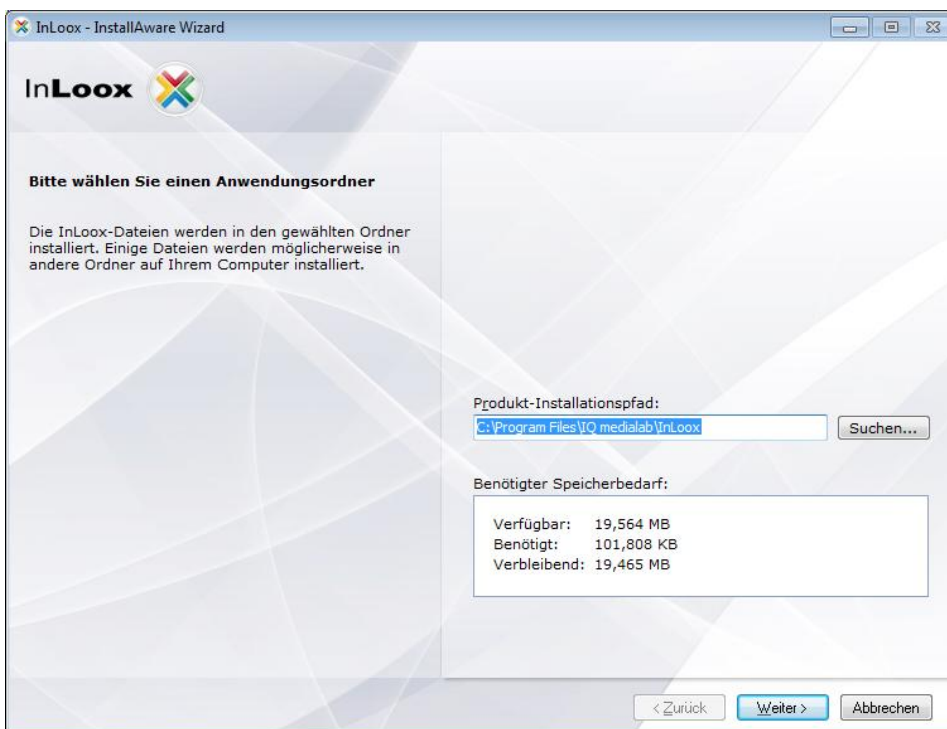 InLoox - InstallAware Wizard
InLoox
Bitte wählen Sie einen Anwendungsordner
Die InLoox-Dateien werden in den gewählten Ordner
installiert. Einige Dateien werden möglicherweise in
andere Ordner auf Ihrem Computer installiert.
Produkt-Installationspfad:
C:\Program Files\IQ medialab\InLoox
Suchen...
Benötigter Speicherbedarf:
Verfügbar: 19,564 MB
Benötigt: 101,808 KB
Verbleibend: 19,465 MB
< Zurück Weiter > Abbrechen